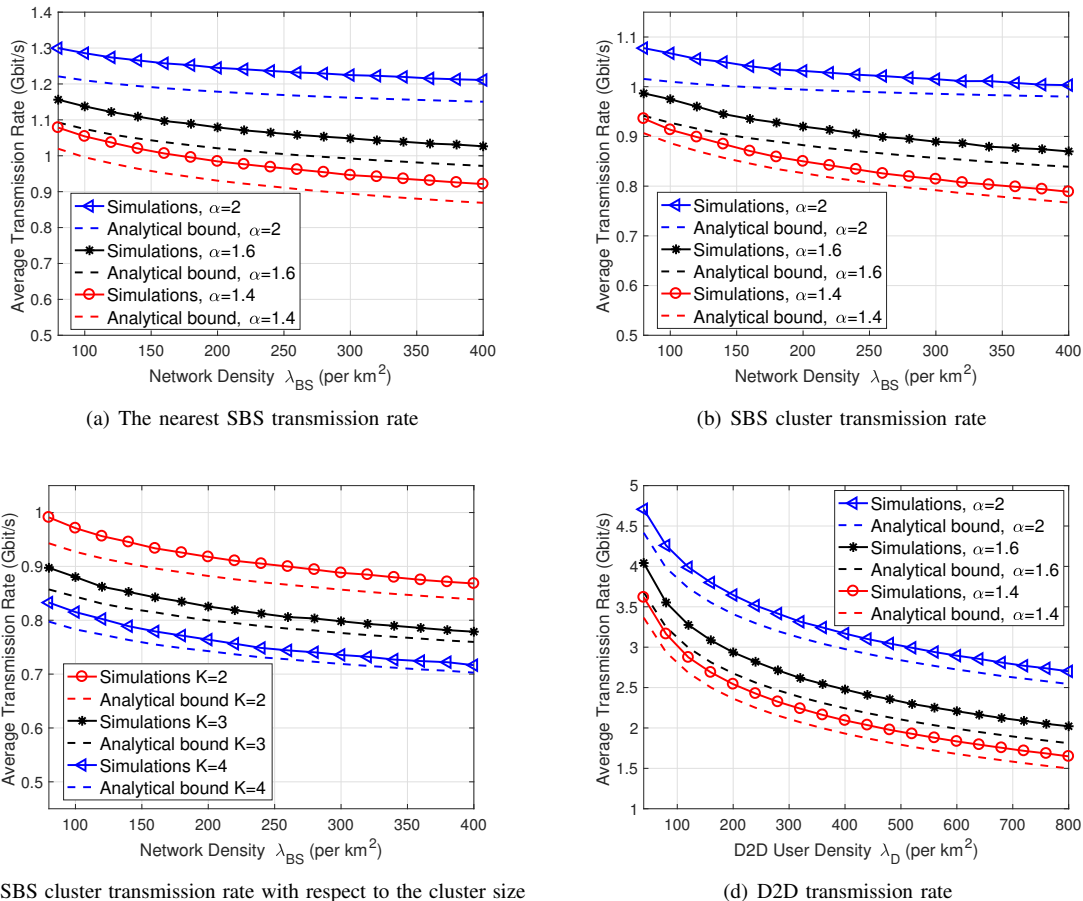 1.4
1.3
1.2
1.1
1
0.9
0.8
0.7
0.6
0.5
Average Transmission Rate (Gbit/s)
Simulations, α=2
Analytical bound, α=2
Simulations, α=1.6
Analytical bound, α=1.6
Simulations, α=1.4
Analytical bound, α=1.4
100 150 200 250 300 350 400
Network Density λBS (per km²)
(a) The nearest SBS transmission rate
1.1
1
0.9
0.8
0.7
0.6
0.5
Average Transmission Rate (Gbit/s)
Simulations, α=2
Analytical bound, α=2
Simulations, α=1.6
Analytical bound, α=1.6
Simulations, α=1.4
Analytical bound, α=1.4
100 150 200 250 300 350 400
Network Density λBS (per km²)
(b) SBS cluster transmission rate
1
0.9
0.8
0.7
0.6
0.5
Average Transmission Rate (Gbit/s)
Simulations K=2
Analytical bound K=2
Simulations K=3
Analytical bound K=3
Simulations K=4
Analytical bound K=4
100 150 200 250 300 350 400
Network Density λBS (per km²)
SBS cluster transmission rate with respect to the cluster size
5
4.5
4
3.5
3
2.5
2
1.5
1
Average Transmission Rate (Gbit/s)
Simulations, α=2
Analytical bound, α=2
Simulations, α=1.6
Analytical bound, α=1.6
Simulations, α=1.4
Analytical bound, α=1.4
100 200 300 400 500 600 700 800
D2D User Density λD (per km²)
(d) D2D transmission rate